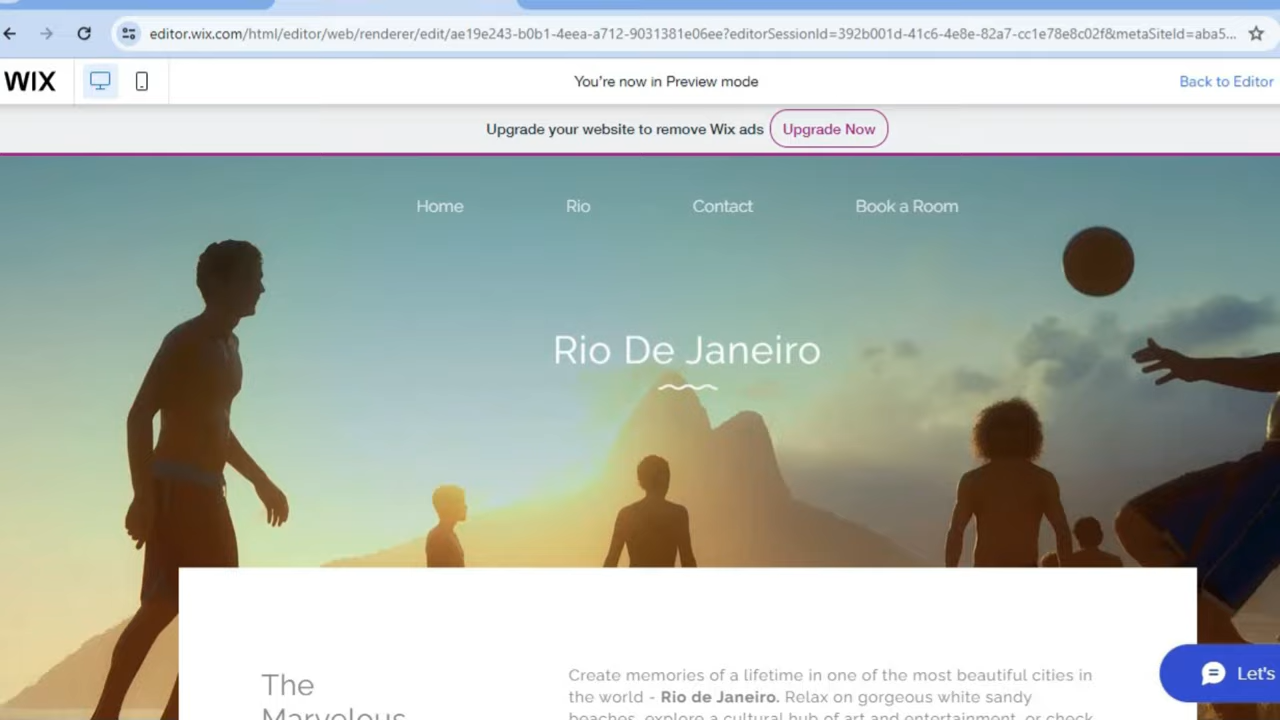 editor.wix.com/html/editor/web/renderer/edit/ae19e243-b0b1-4eea-a712-9031381e06ee?editorSessionId=392b001d-41c6-4e8e-82a7-cc1e78e8c02f&metaSiteId=aba5...
WIX
You're now in Preview mode
Back to Editor
Upgrade your website to remove Wix ads
Upgrade Now
Home
Rio
Contact
Book a Room
Rio De Janeiro
The
Marvelous
Create memories of a lifetime in one of the most beautiful cities in
the world - Rio de Janeiro. Relax on gorgeous white sandy
beaches, explore a cultural hub of art and entertainment, or check
Let's